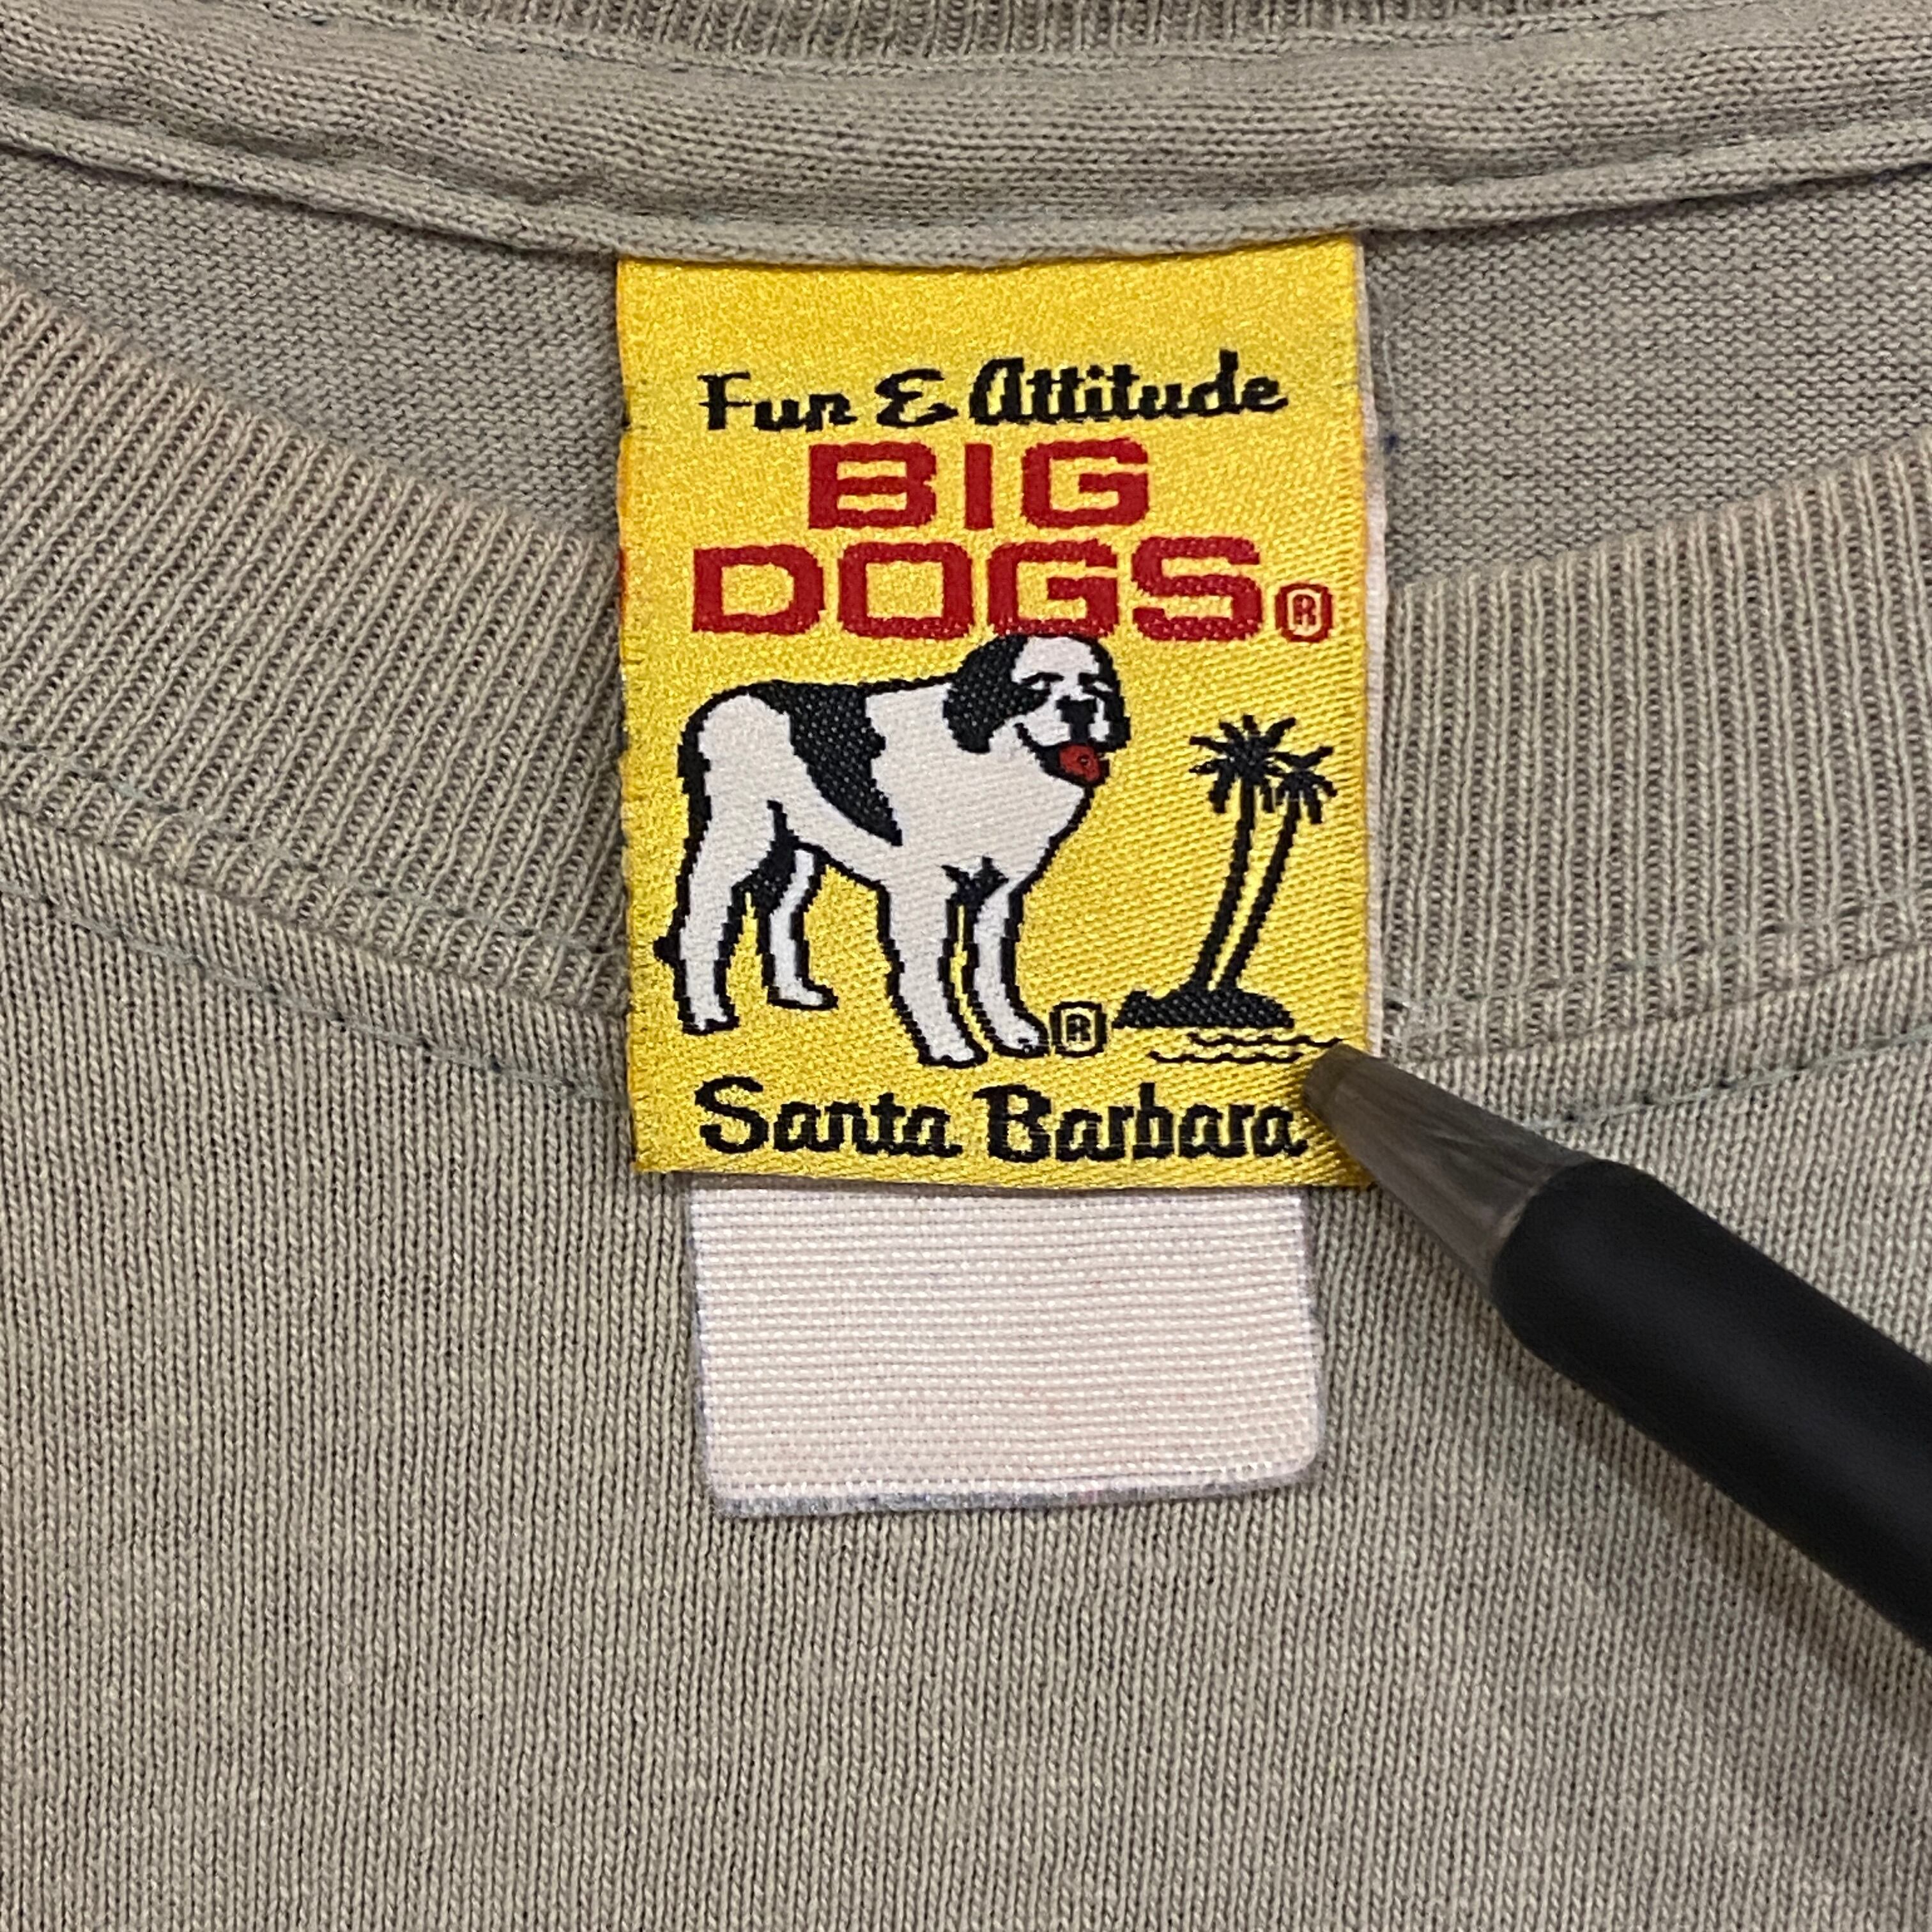 Fun & Attitude
BIG
DOGS®
®
Santa Barbara